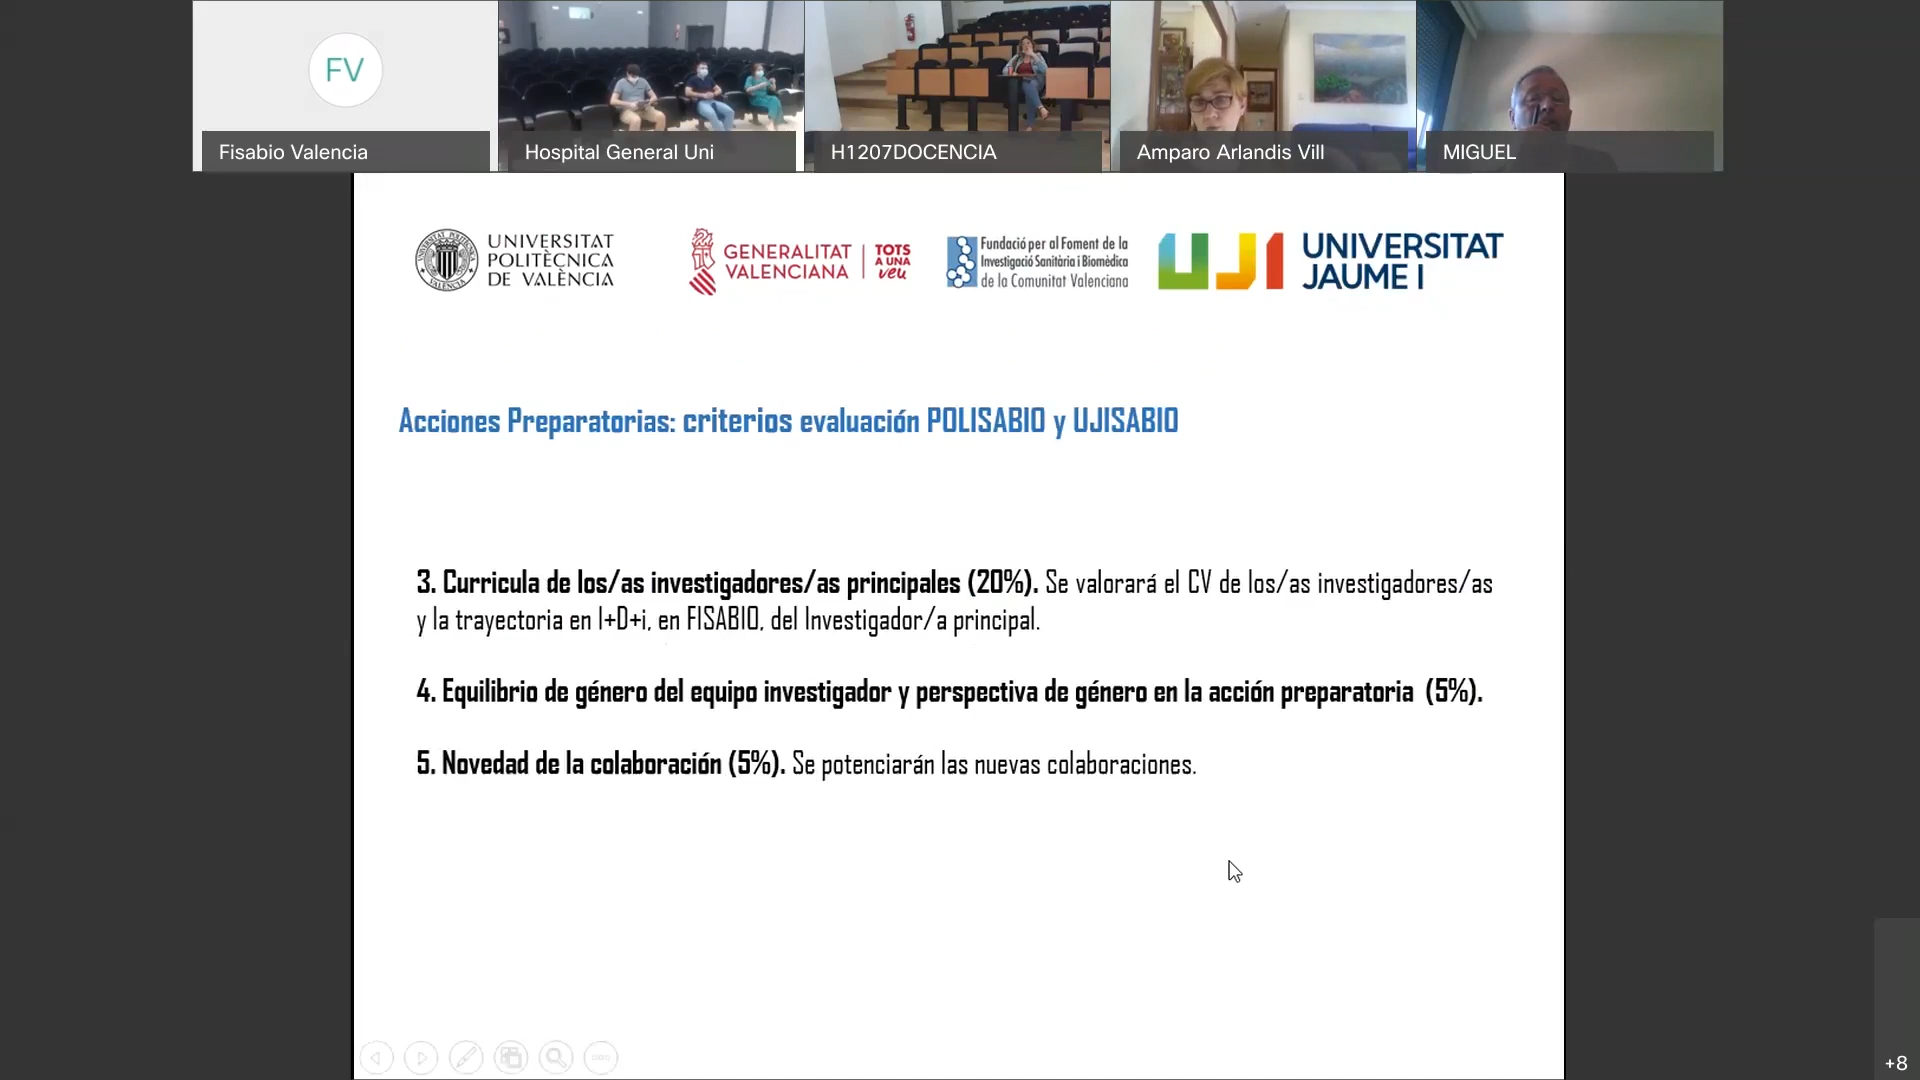 FV
Fisabio Valencia
Hospital General Uni
H1207DOCENCIA
Amparo Arlandis Vill
MIGUEL
UNIVERSITAT
POLITÈCNICA
DE VALÈNCIA
GENERALITAT
VALENCIANA
TOTS
A UNA
veu
Fundació per al Foment de la
Investigació Sanitària i Biomèdica
de la Comunitat Valenciana
UJI
UNIVERSITAT
JAUME I
Acciones Preparatorias: criterios evaluación POLISABIO y UJISABIO
3. Curricula de los/as investigadores/as principales (20%). Se valorará el CV de los/as investigadores/as
y la trayectoria en I+D+i, en FISABIO, del Investigador/a principal.
4. Equilibrio de género del equipo investigador y perspectiva de género en la acción preparatoria (5%).
5. Novedad de la colaboración (5%). Se potenciarán las nuevas colaboraciones.
+8